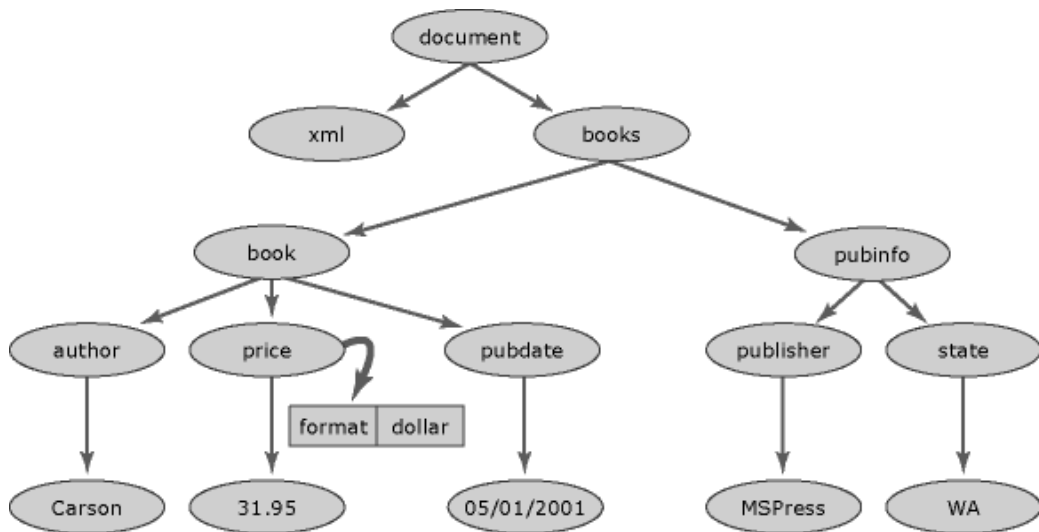 document
xml
books
book
pubinfo
author
price
pubdate
publisher
state
format dollar
Carson
31.95
05/01/2001
MSPress
WA